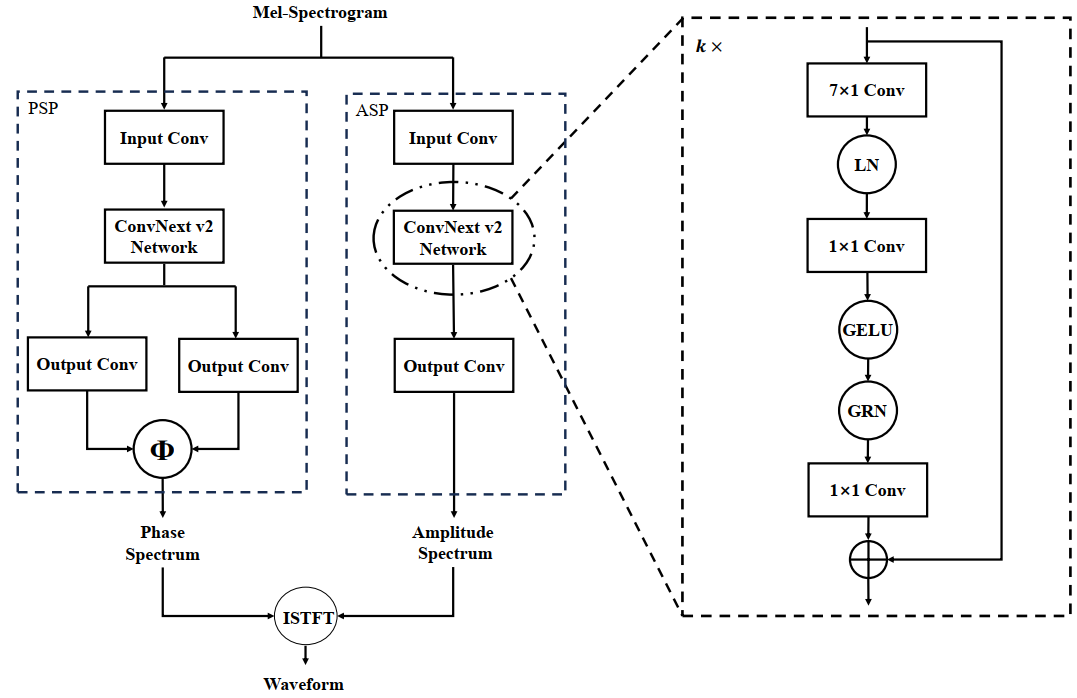 Mel-Spectrogram
PSP
Input Conv
ConvNext v2
Network
Output Conv
Output Conv
Φ
Phase
Spectrum
ASP
Input Conv
ConvNext v2
Network
Output Conv
Amplitude
Spectrum
ISTFT
Waveform
k ×
7×1 Conv
LN
1×1 Conv
GELU
GRN
1×1 Conv